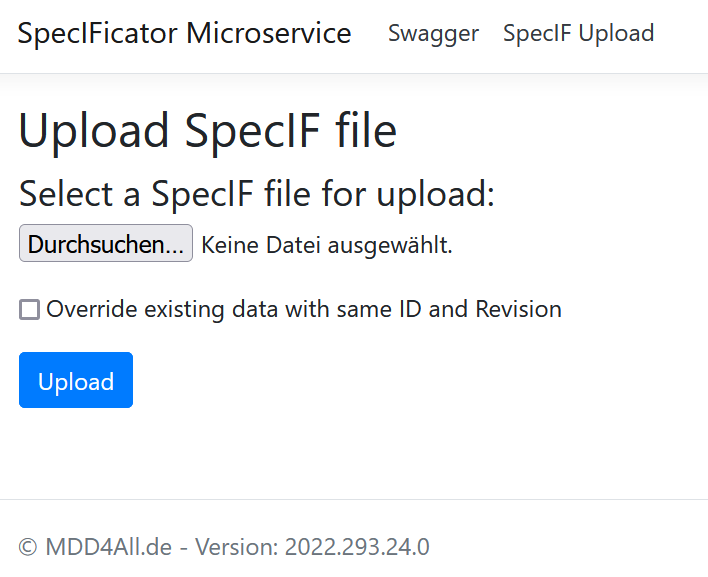 SpecIFicator Microservice Swagger SpecIF Upload
Upload SpecIF file
Select a SpecIF file for upload:
Durchsuchen... Keine Datei ausgewählt.
Override existing data with same ID and Revision
Upload
© MDD4All.de - Version: 2022.293.24.0